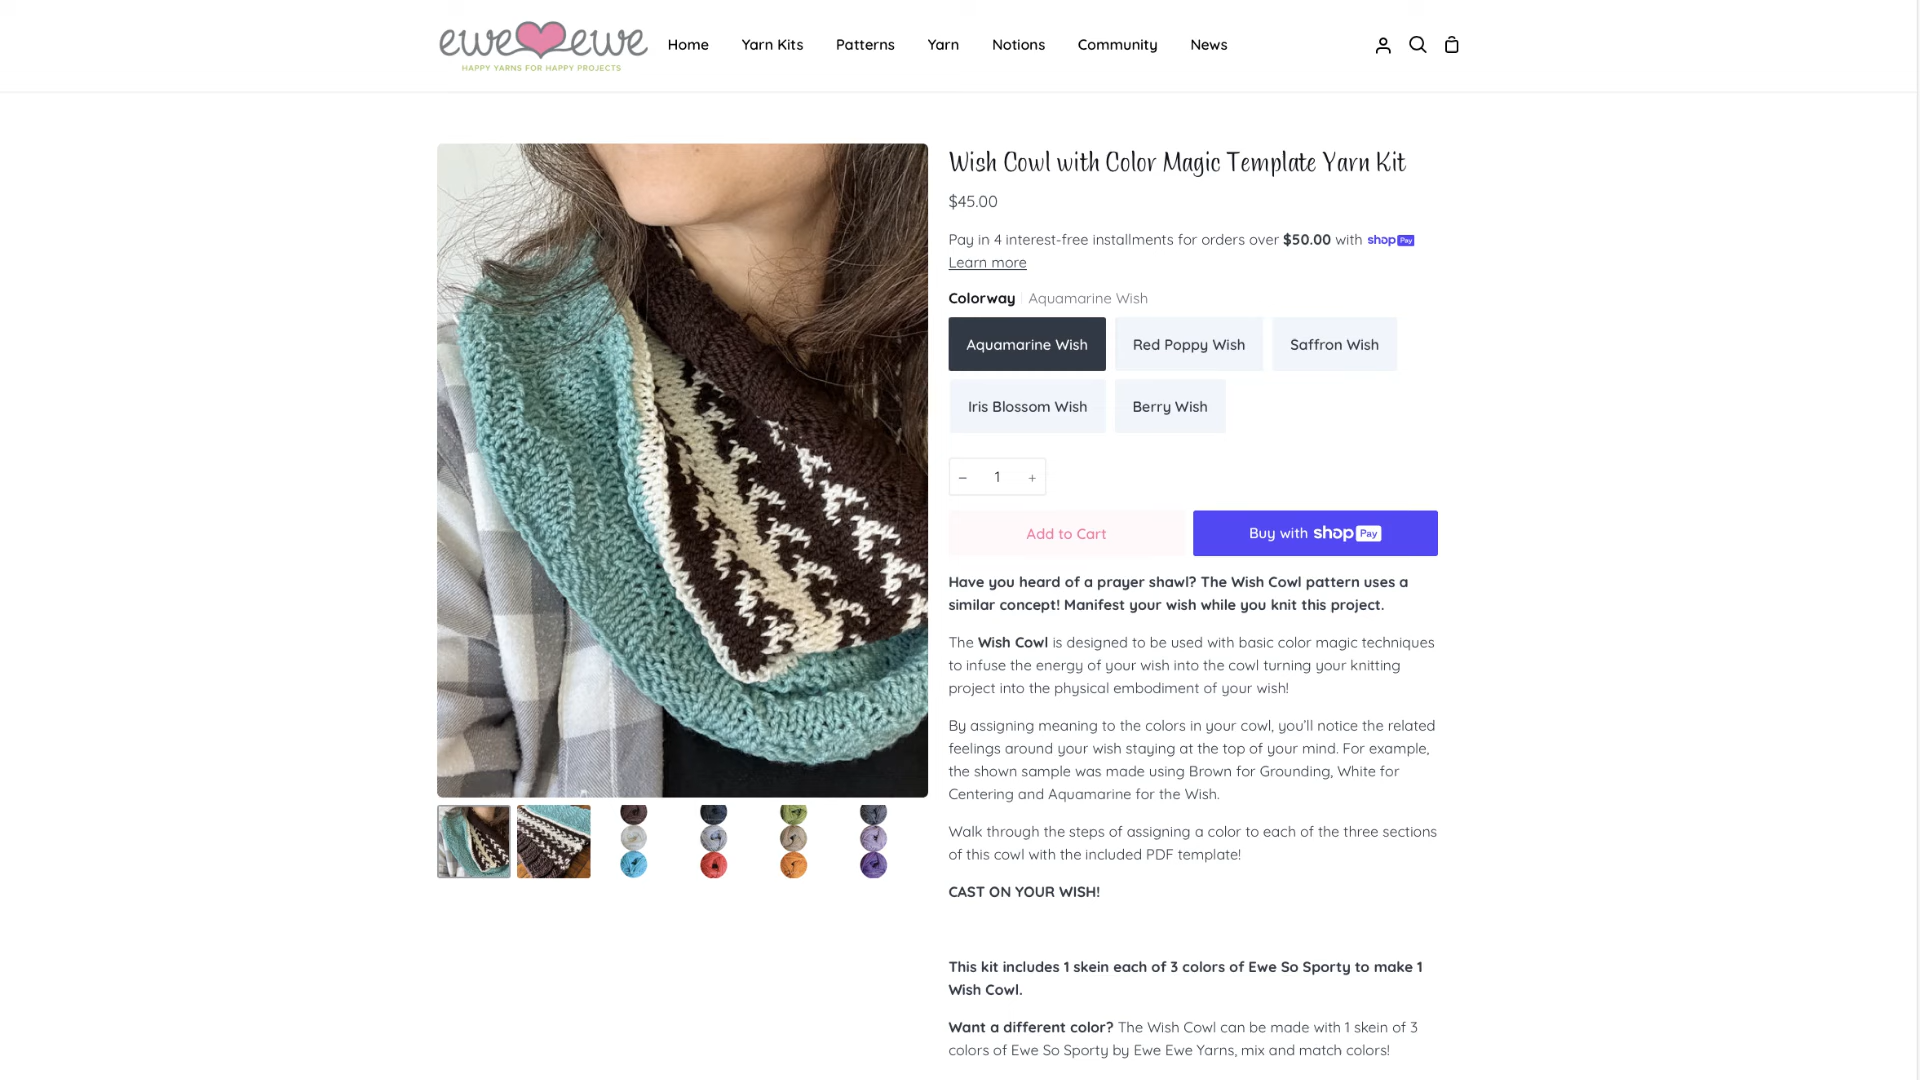 ewe ewe
HAPPY YARNS FOR HAPPY PROJECTS
Home Yarn Kits Patterns Yarn Notions Community News
Wish Cowl with Color Magic Template Yarn Kit
$45.00
Pay in 4 interest-free installments for orders over $50.00 with shop Pay
Learn more
Colorway Aquamarine Wish
Aquamarine Wish Red Poppy Wish Saffron Wish
Iris Blossom Wish Berry Wish
− 1 +
Add to Cart Buy with shop Pay
Have you heard of a prayer shawl? The Wish Cowl pattern uses a
similar concept! Manifest your wish while you knit this project.
The Wish Cowl is designed to be used with basic color magic techniques
to infuse the energy of your wish into the cowl turning your knitting
project into the physical embodiment of your wish!
By assigning meaning to the colors in your cowl, you’ll notice the related
feelings around your wish staying at the top of your mind. For example,
the shown sample was made using Brown for Grounding, White for
Centering and Aquamarine for the Wish.
Walk through the steps of assigning a color to each of the three sections
of this cowl with the included PDF template!
CAST ON YOUR WISH!
This kit includes 1 skein each of 3 colors of Ewe So Sporty to make 1
Wish Cowl.
Want a different color? The Wish Cowl can be made with 1 skein of 3
colors of Ewe So Sporty by Ewe Ewe Yarns, mix and match colors!